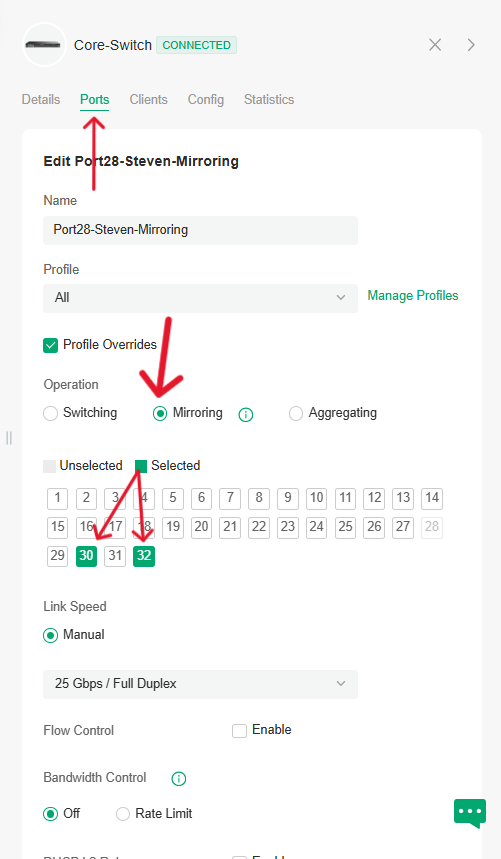 Core-Switch CONNECTED
Details Ports Clients Config Statistics
Edit Port28-Steven-Mirroring
Name
Port28-Steven-Mirroring
Profile
All
Manage Profiles
Profile Overrides
Operation
Switching Mirroring Aggregating
Unselected Selected
1 2 3 4 5 6 7 8 9 10 11 12 13 14
15 16 17 18 19 20 21 22 23 24 25 26 27 28
29 30 31 32
Link Speed
Manual
25 Gbps / Full Duplex
Flow Control Enable
Bandwidth Control
Off Rate Limit